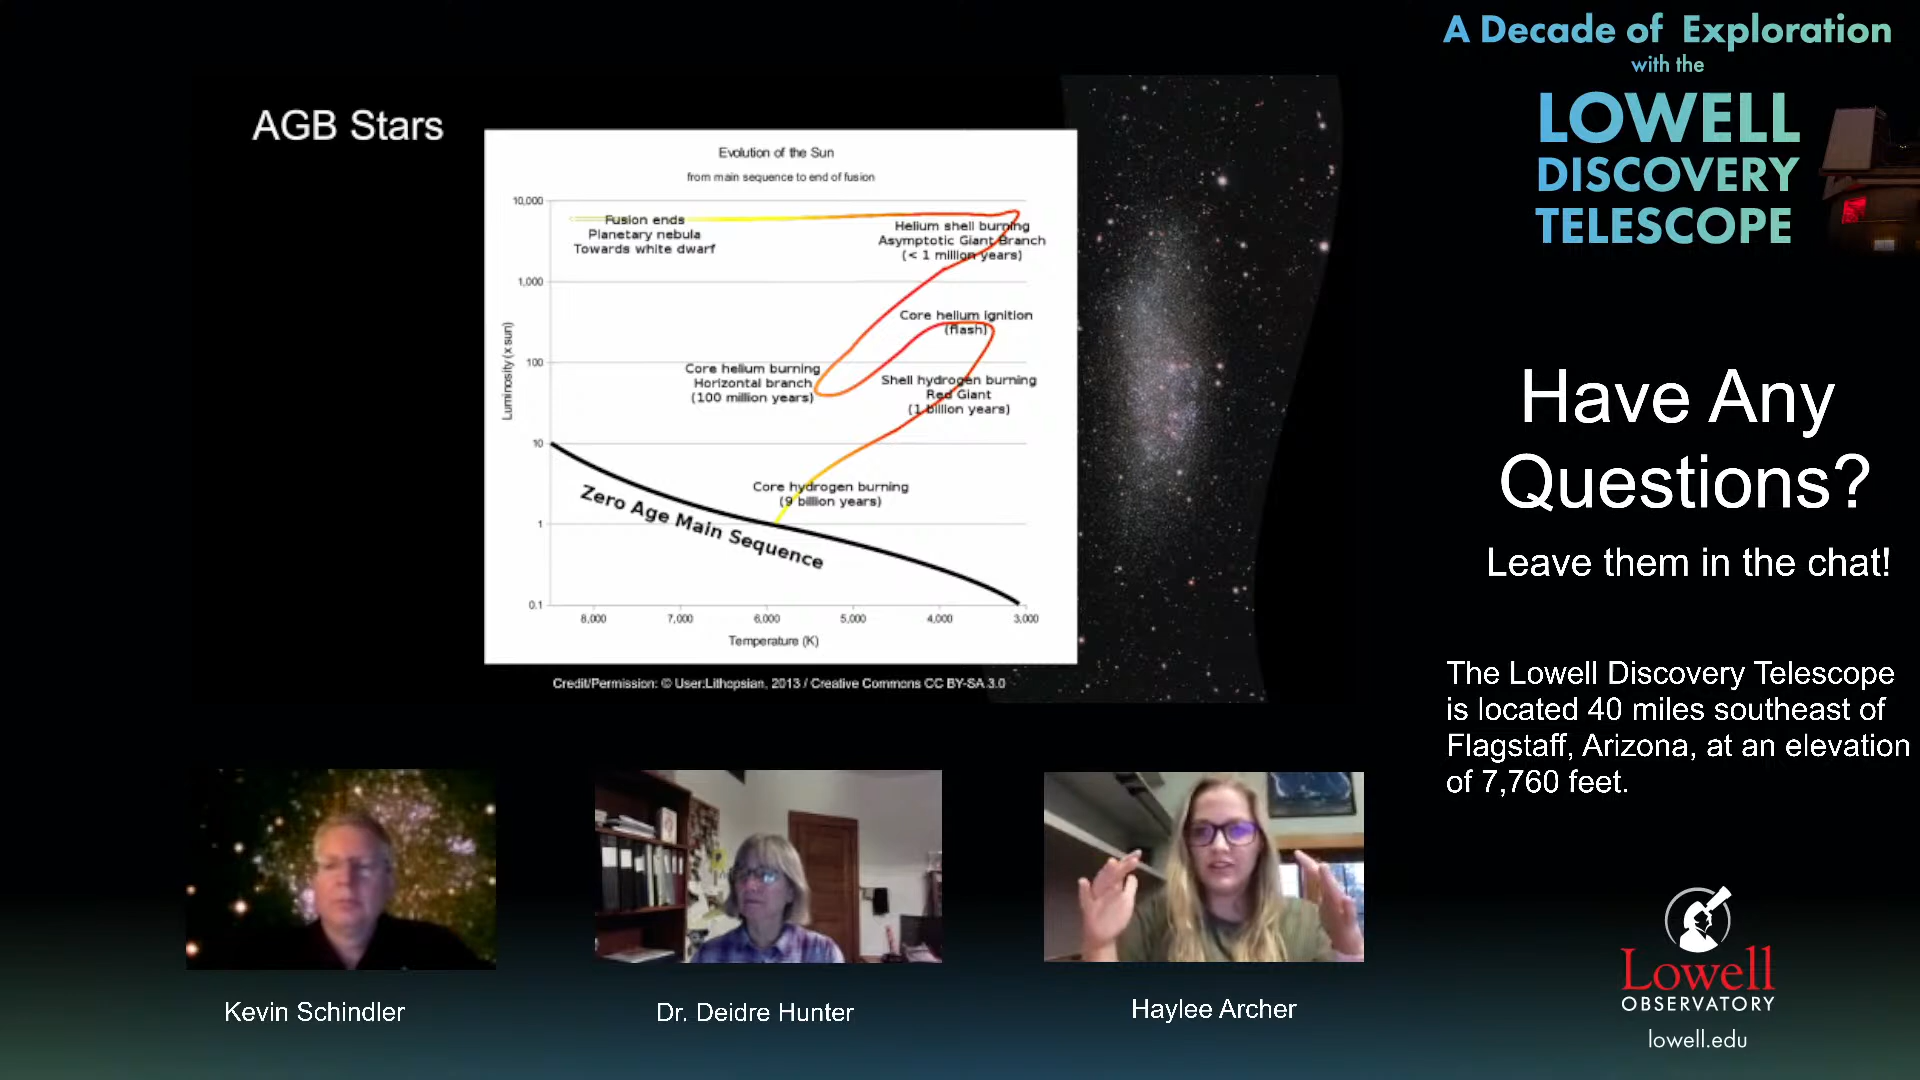 A Decade of Exploration
with the
LOWELL
DISCOVERY
TELESCOPE
AGB Stars
Evolution of the Sun
from main sequence to end of fusion
10,000
1,000
100
10
1
0.1
Luminosity (x sun)
Fusion ends
Planetary nebula
Towards white dwarf
Helium shell burning
Asymptotic Giant Branch
(< 1 million years)
Core helium ignition
(flash)
Core helium burning
Horizontal branch
(100 million years)
Shell hydrogen burning
Red Giant
(1 billion years)
Core hydrogen burning
(9 billion years)
Zero Age Main Sequence
8,000
7,000
6,000
5,000
4,000
3,000
Temperature (K)
Credit/Permission: © User:Lithopsian, 2013 / Creative Commons CC BY-SA 3.0
Have Any
Questions?
Leave them in the chat!
The Lowell Discovery Telescope
is located 40 miles southeast of
Flagstaff, Arizona, at an elevation
of 7,760 feet.
Kevin Schindler
Dr. Deidre Hunter
Haylee Archer
Lowell
OBSERVATORY
lowell.edu